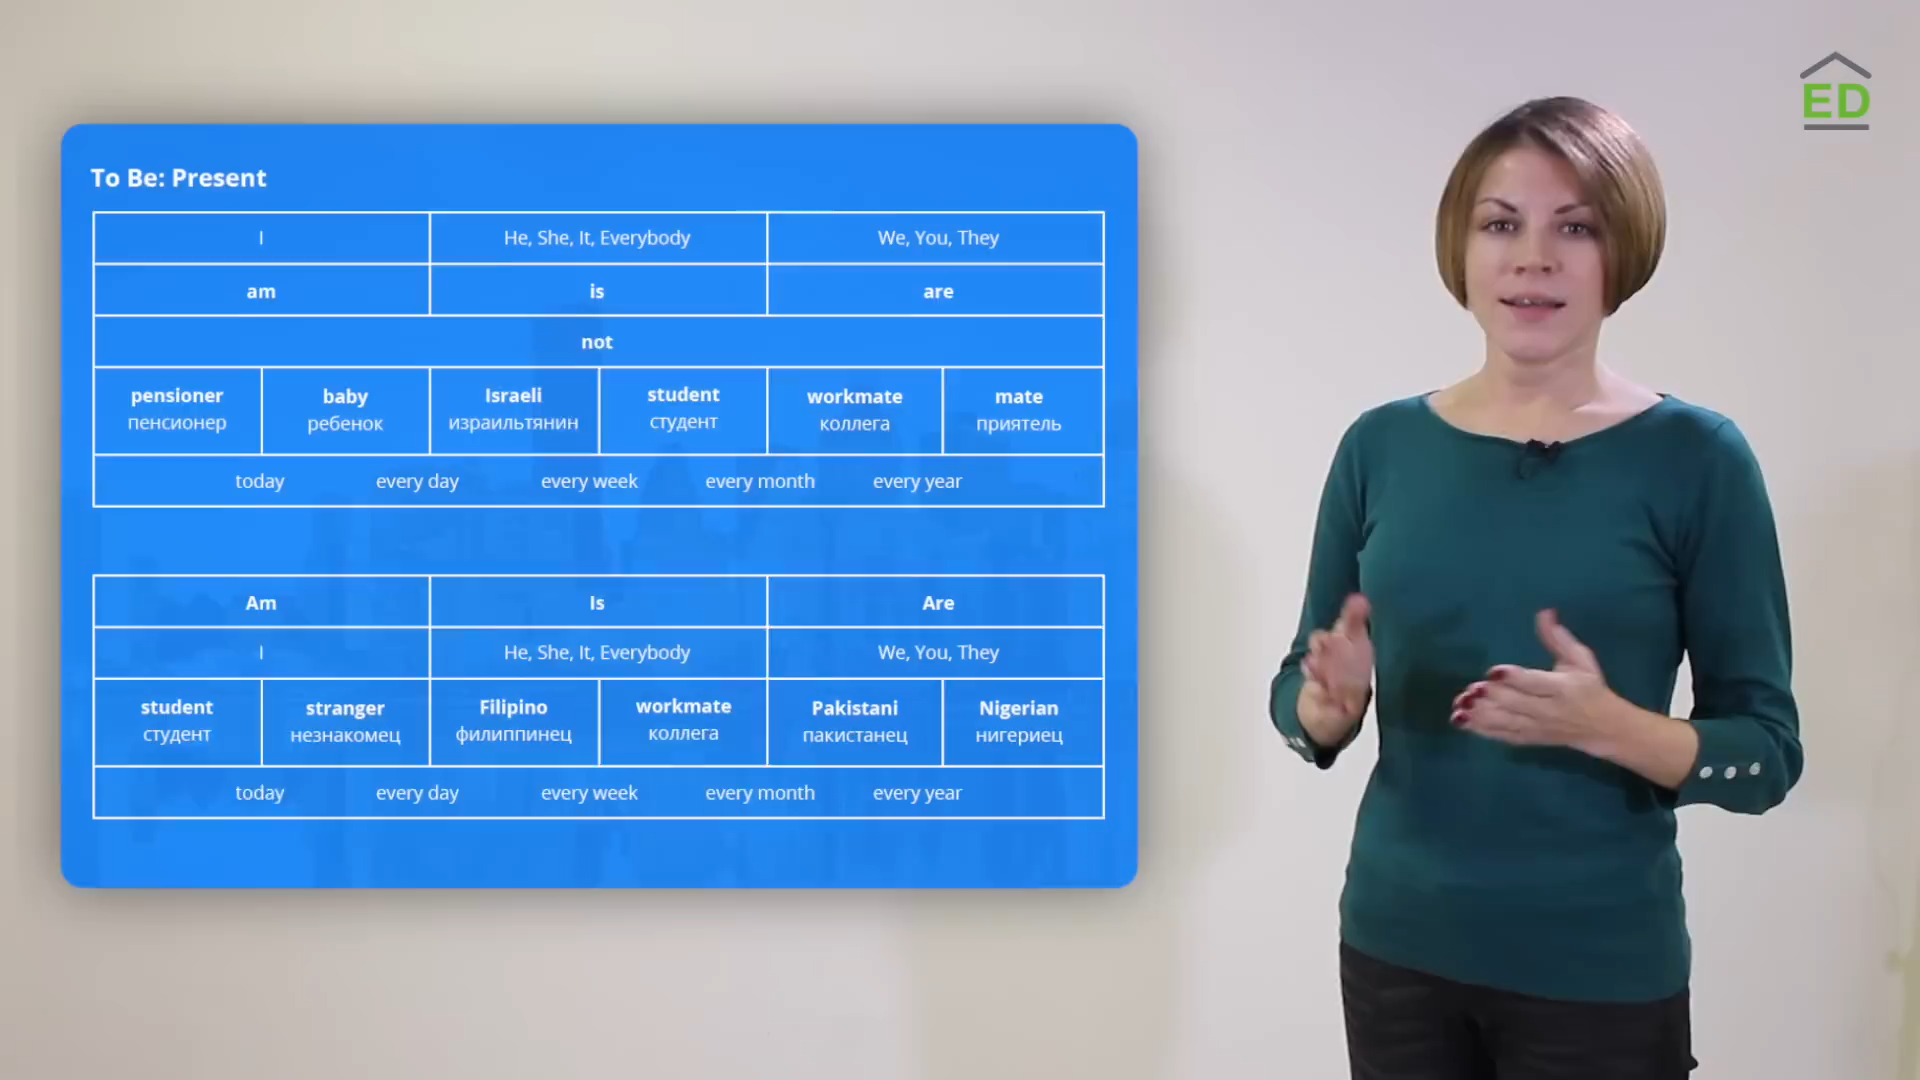 ED
To Be: Present
I He, She, It, Everybody We, You, They
am is are
not
pensioner baby Israeli student workmate mate
пенсионер ребенок израильтянин студент коллега приятель
today every day every week every month every year
Am Is Are
I He, She, It, Everybody We, You, They
student stranger Filipino workmate Pakistani Nigerian
студент незнакомец филиппинец коллега пакистанец нигериец
today every day every week every month every year